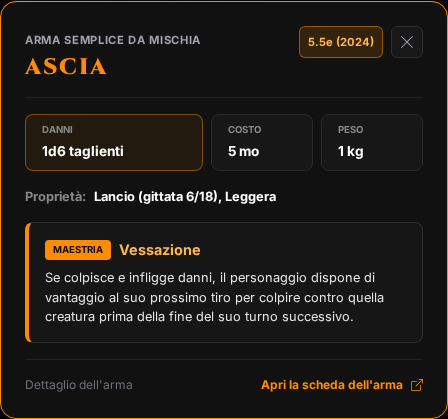 ARMA SEMPLICE DA MISCHIA
5.5e (2024)
ASCIA
DANNI
1d6 taglienti
COSTO
5 mo
PESO
1 kg
Proprietà: Lancio (gittata 6/18), Leggera
MAESTRIA Vessazione
Se colpisce e infligge danni, il personaggio dispone di
vantaggio al suo prossimo tiro per colpire contro quella
creatura prima della fine del suo turno successivo.
Dettaglio dell'arma
Apri la scheda dell'arma